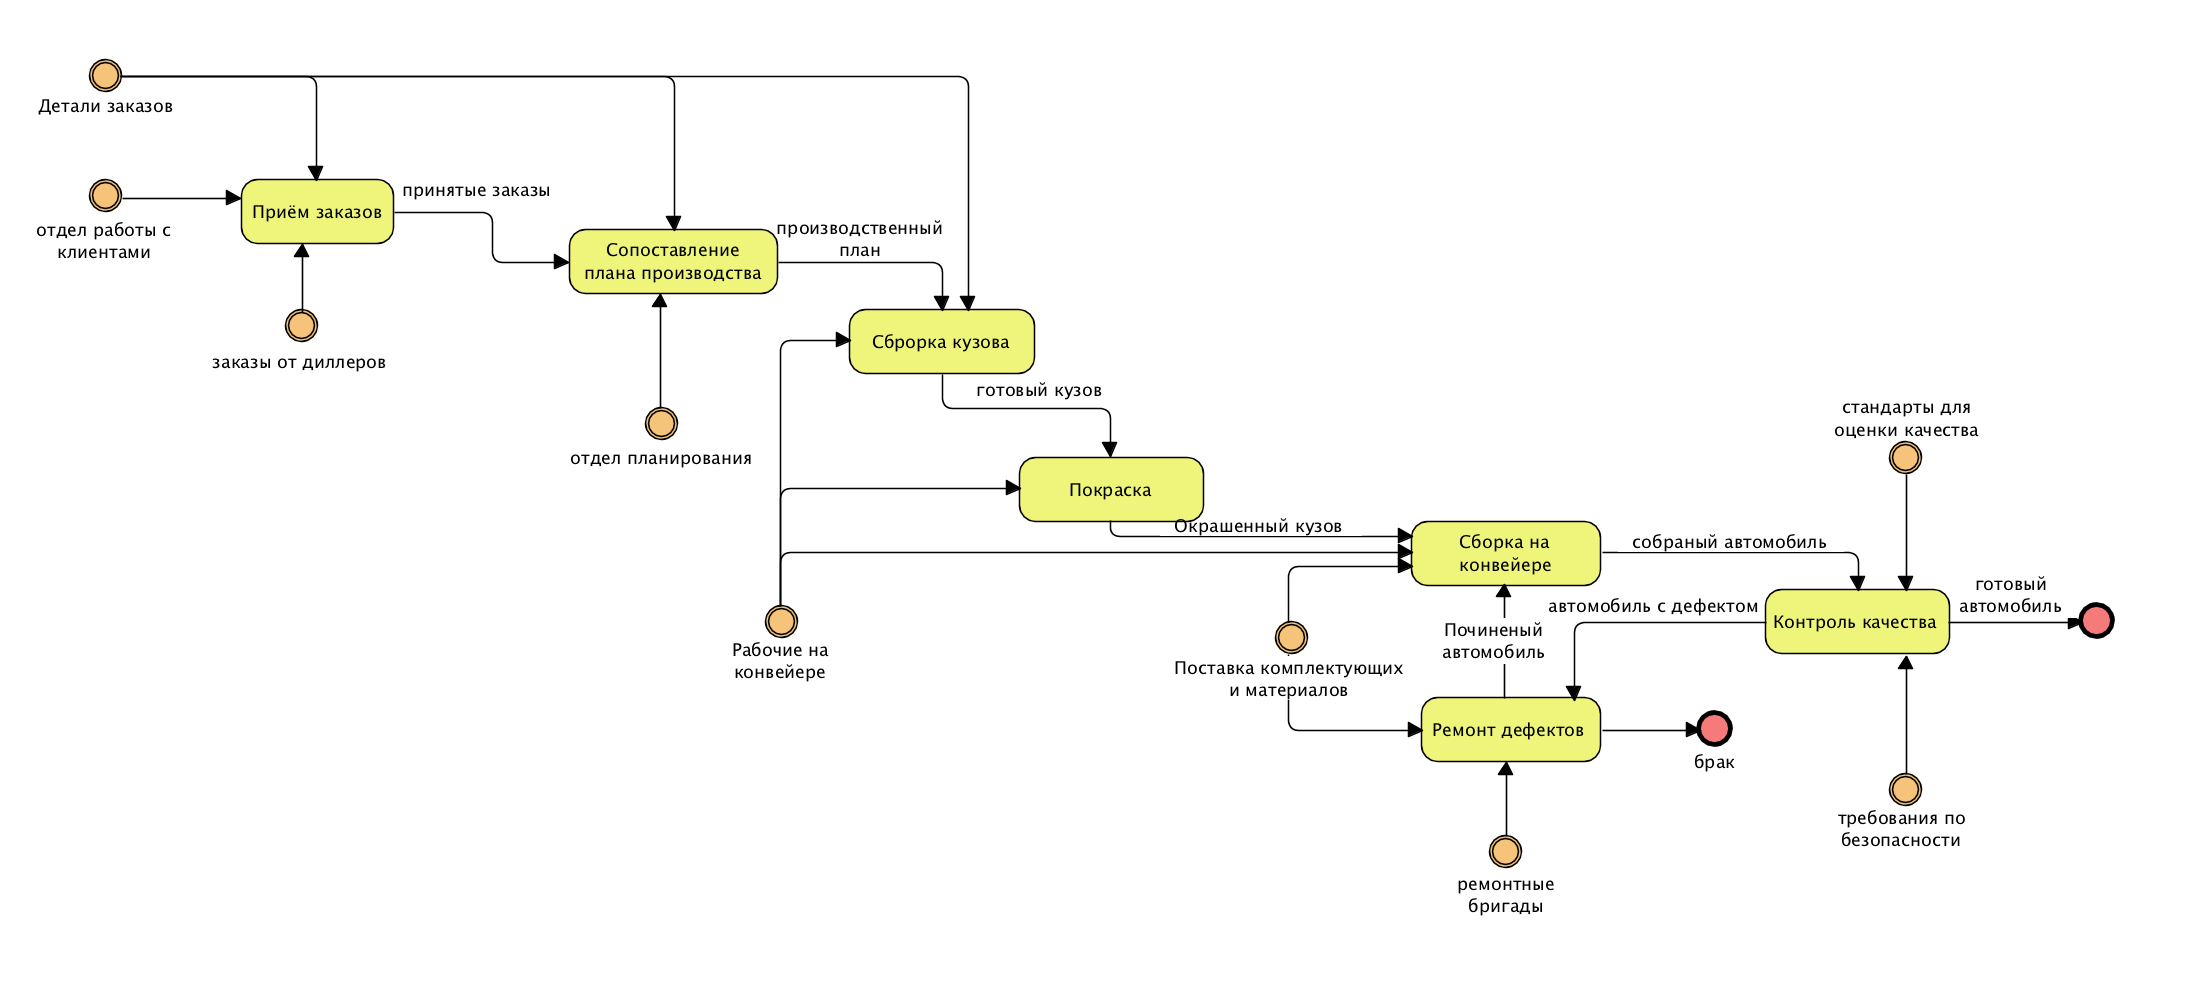 Детали заказов
отдел работы с
клиентами
Приём заказов
принятые заказы
заказы от диллеров
Сопоставление
плана производства
производственный
план
отдел планирования
Сброрка кузова
готовый кузов
Покраска
Окрашенный кузов
Рабочие на
конвейере
Сборка на
конвейере
собраный автомобиль
стандарты для
оценки качества
Поставка комплектующих
и материалов
Починеный
автомобиль
автомобиль с дефектом
Контроль качества
готовый
автомобиль
Ремонт дефектов
брак
ремонтные
бригады
требования по
безопасности